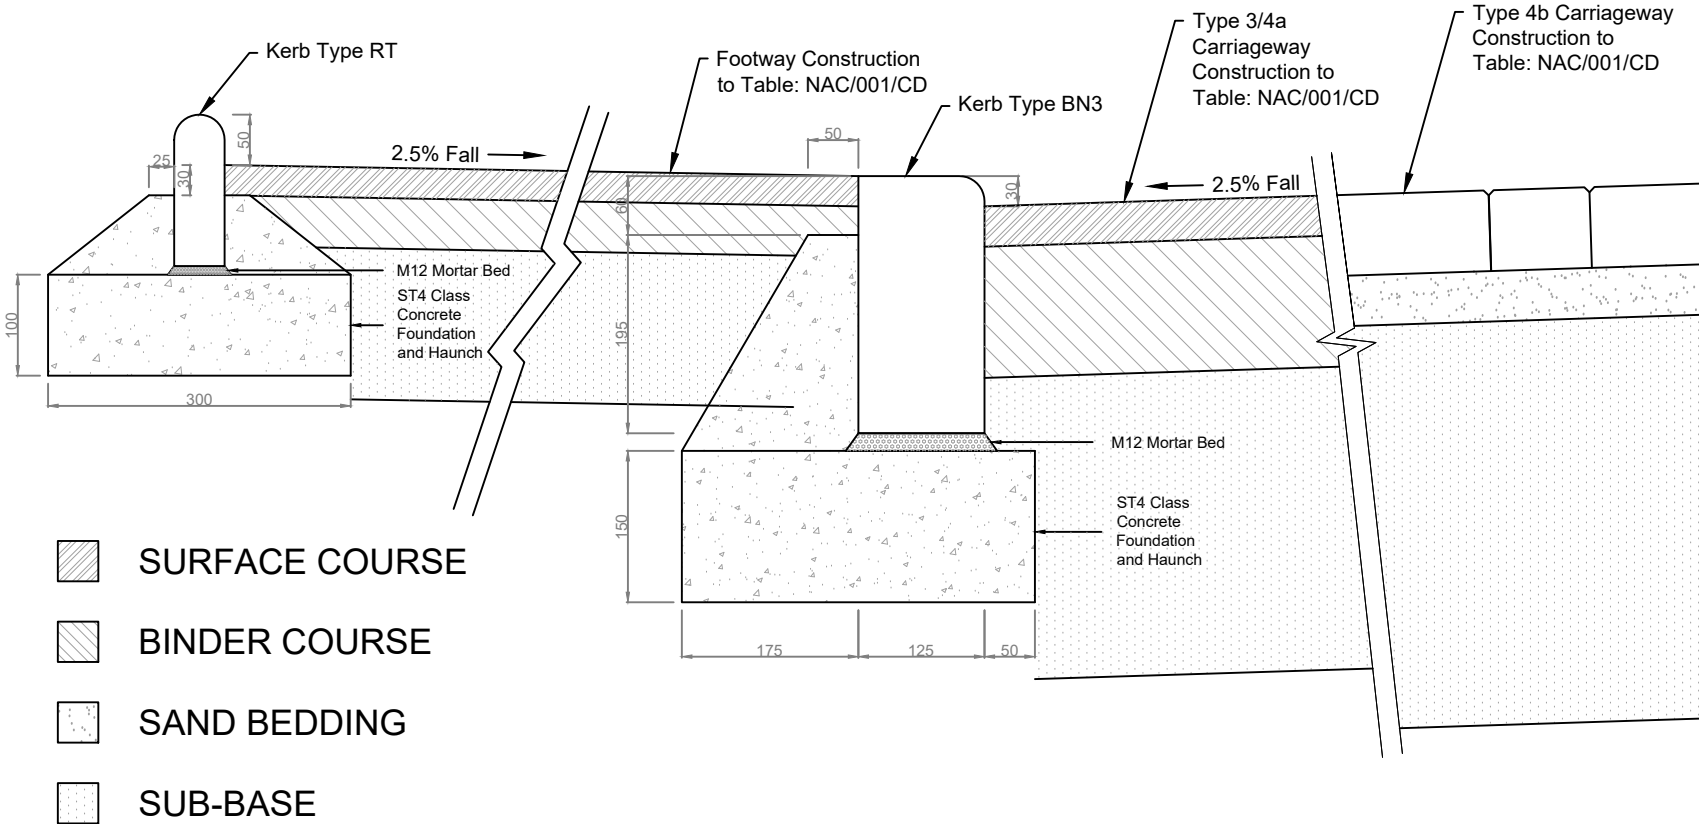 Kerb Type RT
Footway Construction
to Table: NAC/001/CD
Kerb Type BN3
Type 3/4a
Carriageway
Construction to
Table: NAC/001/CD
Type 4b Carriageway
Construction to
Table: NAC/001/CD
50
25
30
2.5% Fall
50
60
30
2.5% Fall
M12 Mortar Bed
ST4 Class
Concrete
Foundation
and Haunch
100
300
195
M12 Mortar Bed
ST4 Class
Concrete
Foundation
and Haunch
150
175
125
50
SURFACE COURSE
BINDER COURSE
SAND BEDDING
SUB-BASE